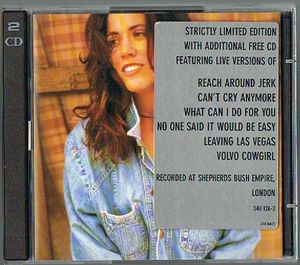 2
CD
STRICTLY LIMITED EDITION
WITH ADDITIONAL FREE CD
FEATURING LIVE VERSIONS OF
REACH AROUND JERK
CAN'T CRY ANYMORE
WHAT CAN I DO FOR YOU
NO ONE SAID IT WOULD BE EASY
LEAVING LAS VEGAS
VOLVO COWGIRL
RECORDED AT SHEPHERDS BUSH EMPIRE,
LONDON
540 126-2